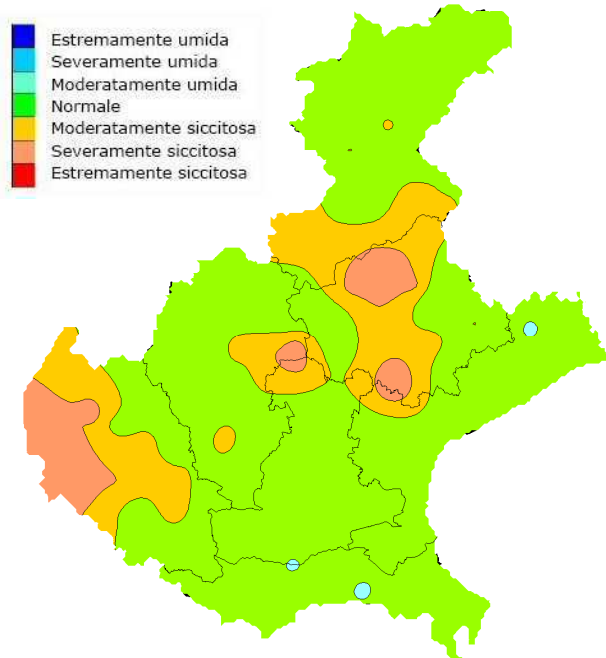 Estremamente umida
Severamente umida
Moderatamente umida
Normale
Moderatamente siccitosa
Severamente siccitosa
Estremamente siccitosa